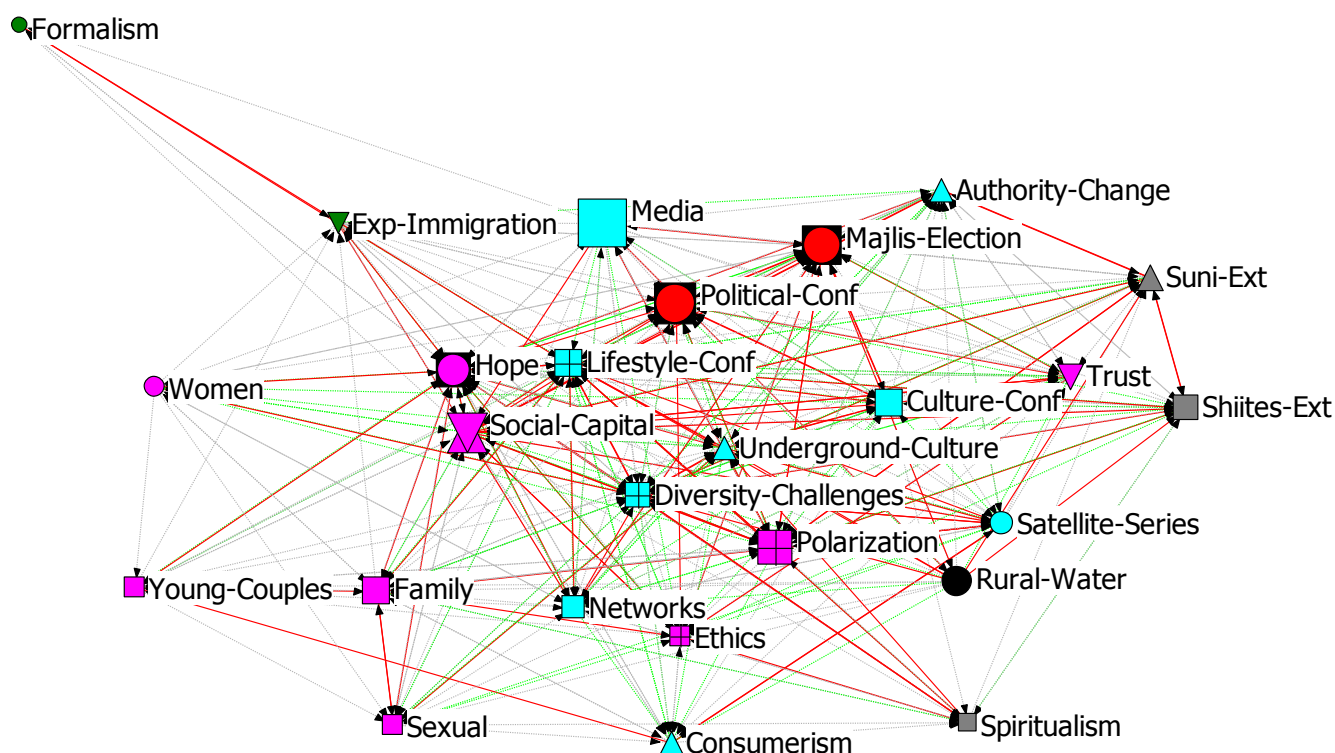 Formalism
Authority-Change
Media
Exp-Immigration
Majlis-Election
Suni-Ext
Political-Conf
Hope
Lifestyle-Conf
Trust
Women
Culture-Conf
Shiites-Ext
Social-Capital
Underground-Culture
Diversity-Challenges
Satellite-Series
Polarization
Rural-Water
Young-Couples
Family
Networks
Ethics
Sexual
Spiritualism
Consumerism